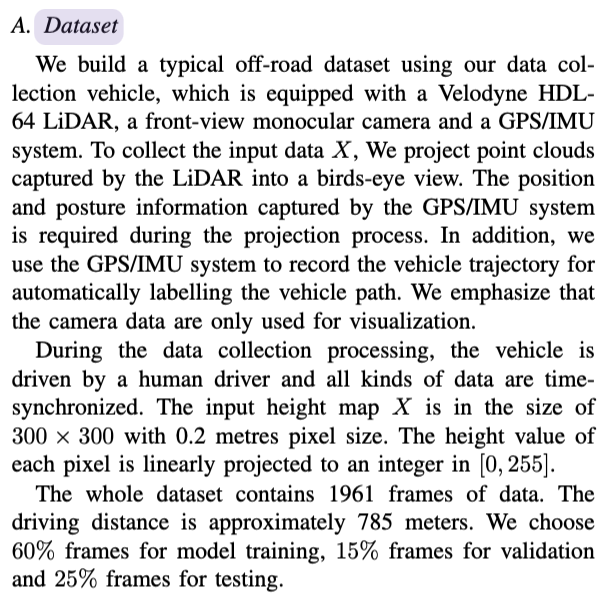 A. Dataset
We build a typical off-road dataset using our data col-
lection vehicle, which is equipped with a Velodyne HDL-
64 LiDAR, a front-view monocular camera and a GPS/IMU
system. To collect the input data X, We project point clouds
captured by the LiDAR into a birds-eye view. The position
and posture information captured by the GPS/IMU system
is required during the projection process. In addition, we
use the GPS/IMU system to record the vehicle trajectory for
automatically labelling the vehicle path. We emphasize that
the camera data are only used for visualization.
During the data collection processing, the vehicle is
driven by a human driver and all kinds of data are time-
synchronized. The input height map X is in the size of
300 × 300 with 0.2 metres pixel size. The height value of
each pixel is linearly projected to an integer in [0, 255].
The whole dataset contains 1961 frames of data. The
driving distance is approximately 785 meters. We choose
60% frames for model training, 15% frames for validation
and 25% frames for testing.